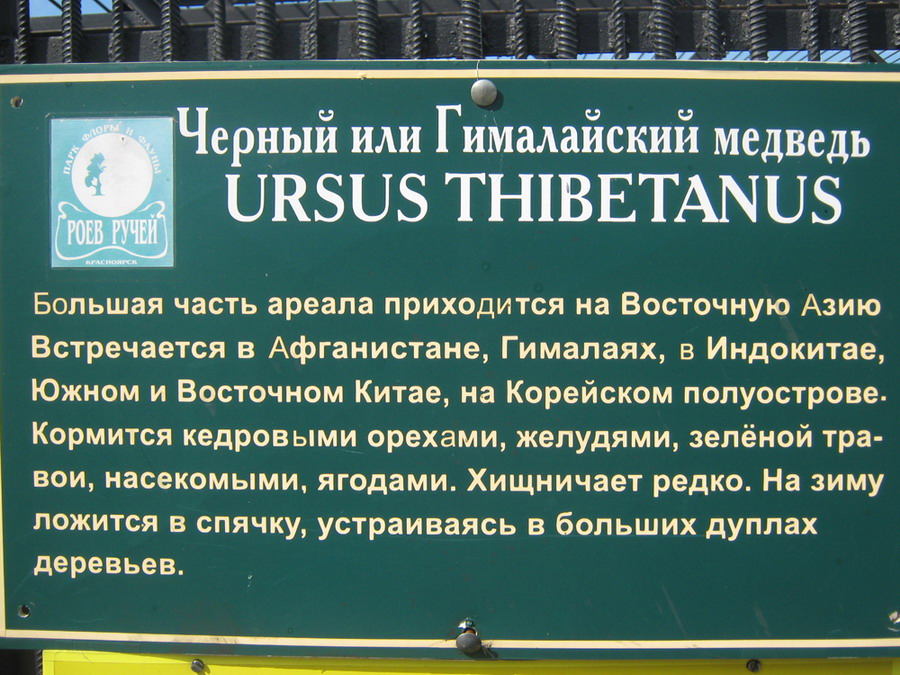 ПАРК ФЛОРЫ И ФАУНЫ
РОЕВ РУЧЕЙ
КРАСНОЯРСК
Черный или Гималайский медведь
URSUS THIBETANUS
Большая часть ареала приходится на Восточную Азию
Встречается в Афганистане, Гималаях, в Индокитае,
Южном и Восточном Китае, на Корейском полуострове.
Кормится кедровыми орехами, желудями, зелёной тра-
вои, насекомыми, ягодами. Хищничает редко. На зиму
ложится в спячку, устраиваясь в больших дуплах
деревьев.